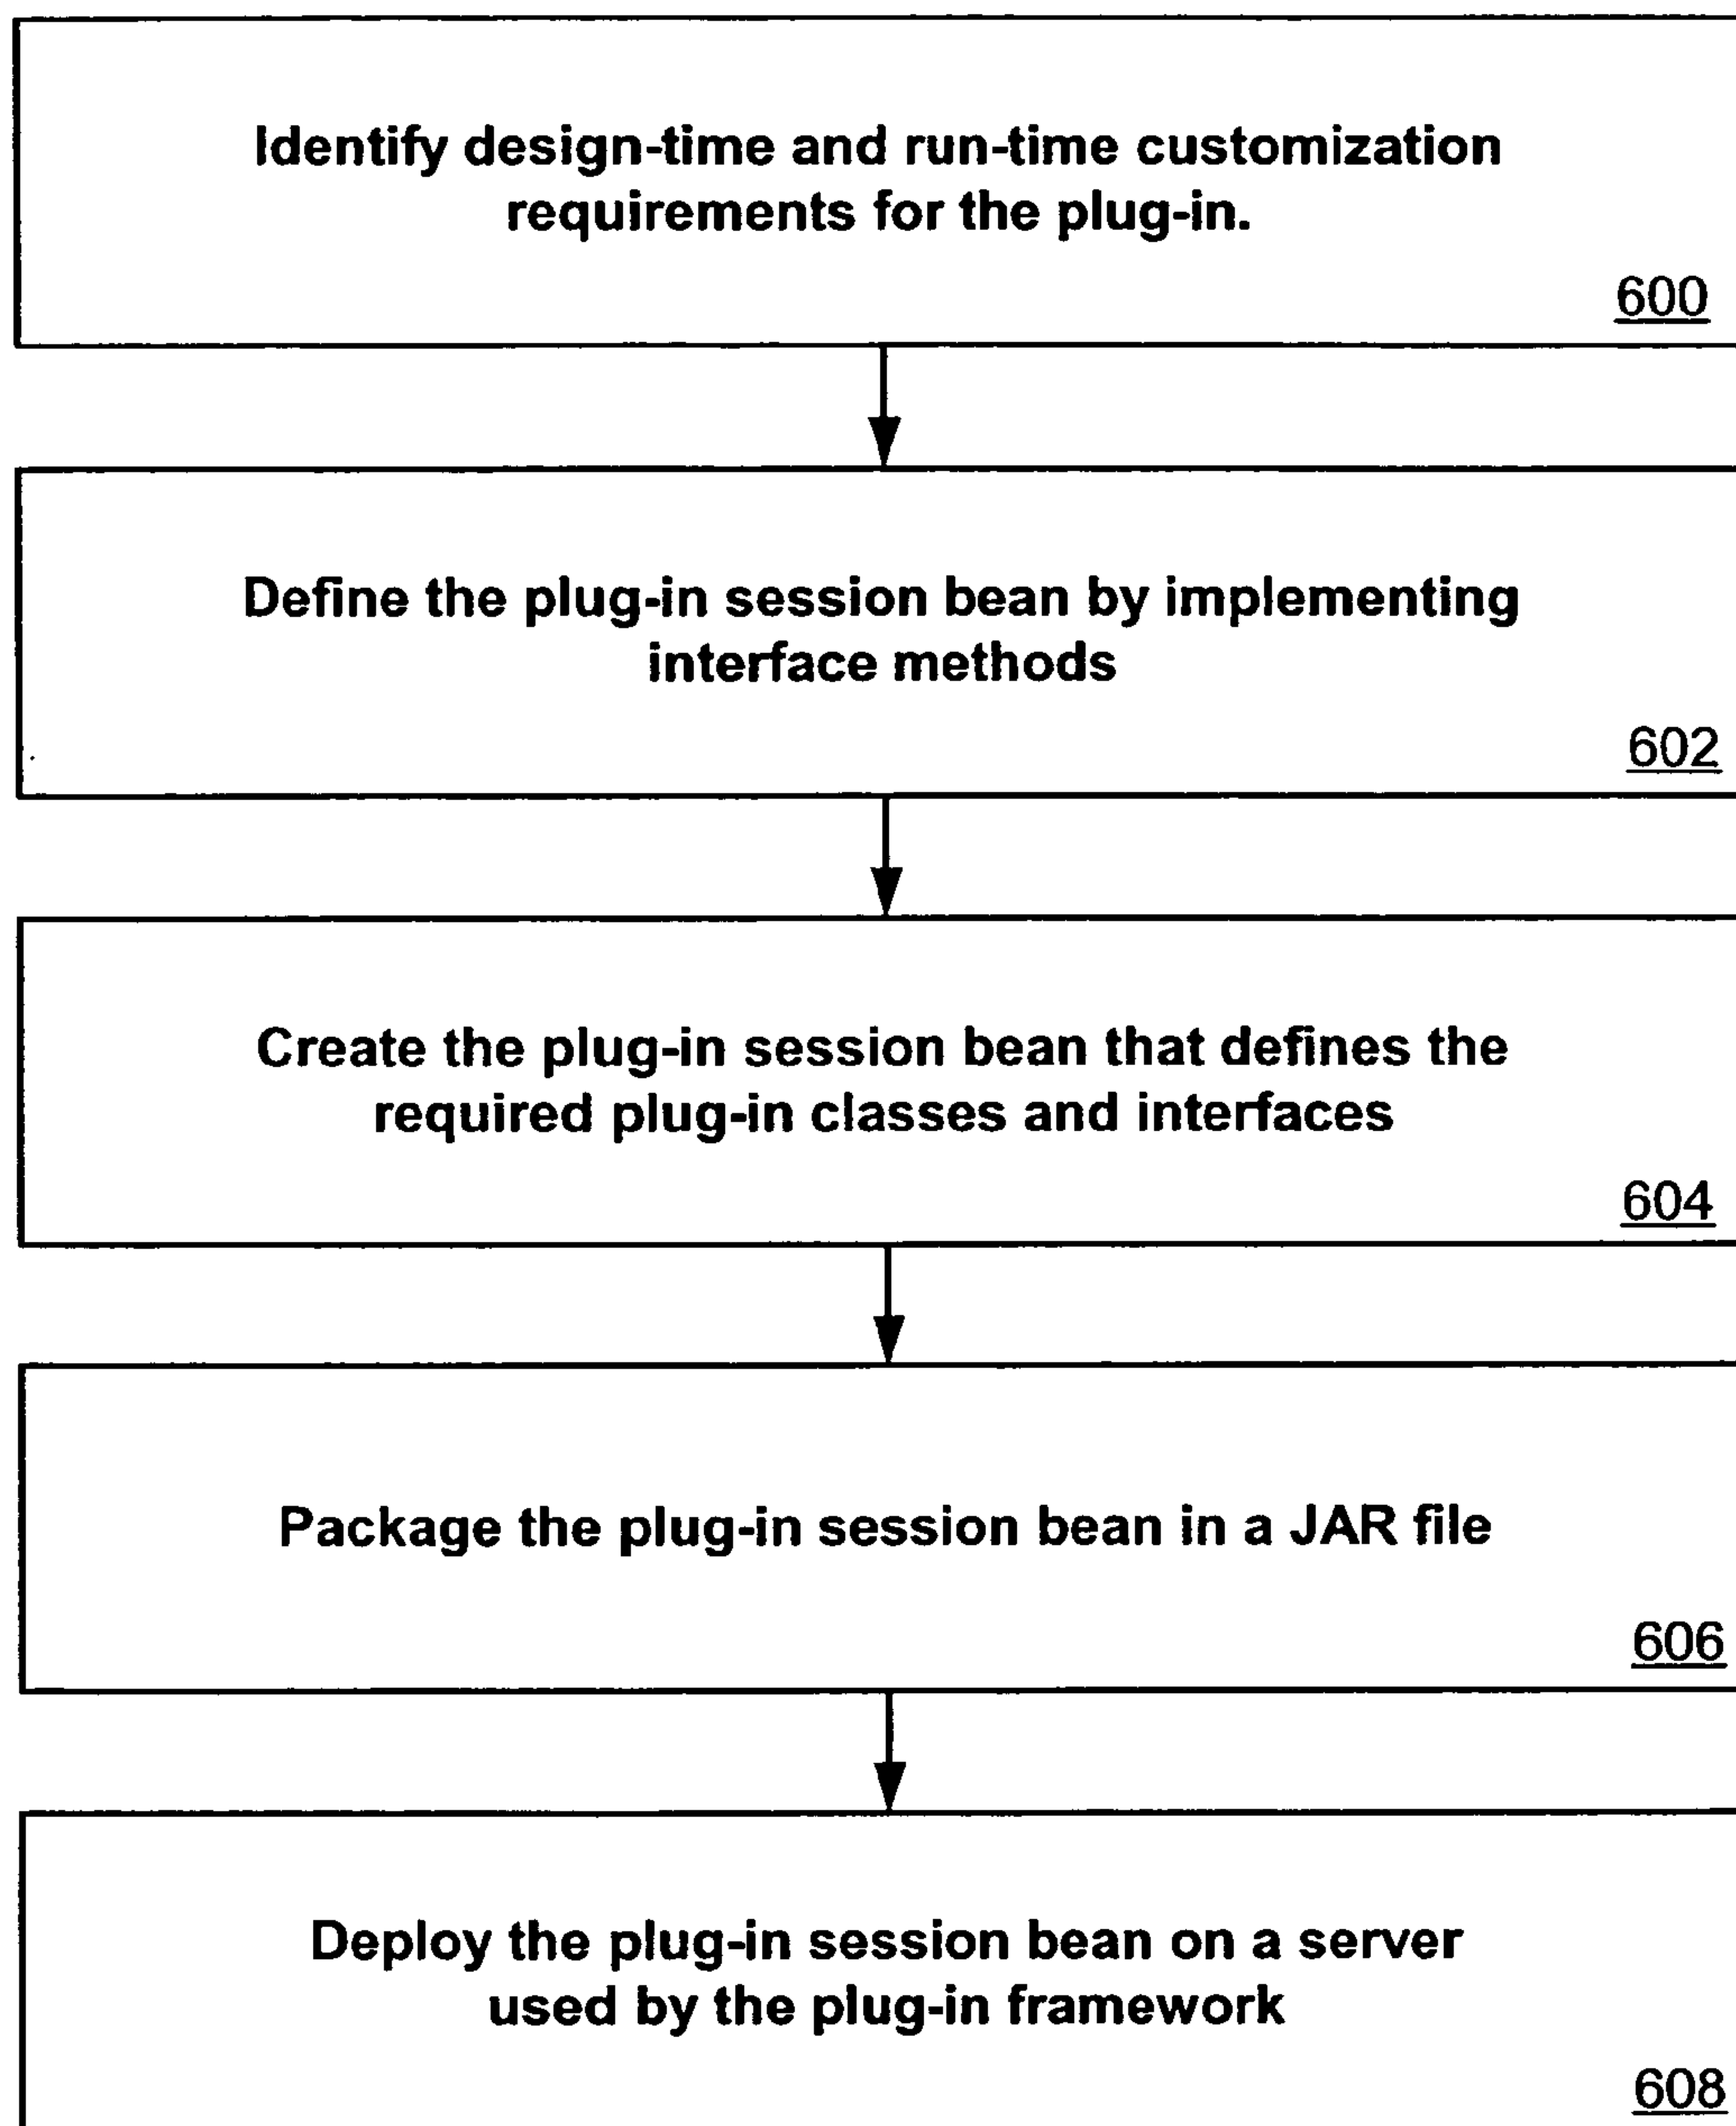 Identify design-time and run-time customization
requirements for the plug-in.
600
Define the plug-in session bean by implementing
interface methods
602
Create the plug-in session bean that defines the
required plug-in classes and interfaces
604
Package the plug-in session bean in a JAR file
606
Deploy the plug-in session bean on a server
used by the plug-in framework
608